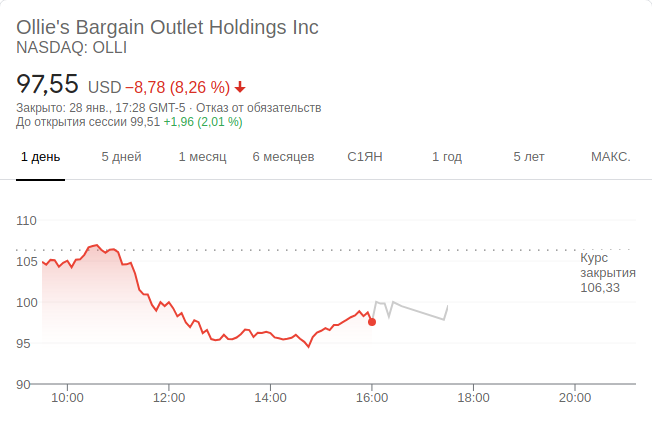 Ollie's Bargain Outlet Holdings Inc
NASDAQ: OLLI
97,55 USD −8,78 (8,26 %)
Закрыто: 28 янв., 17:28 GMT-5 · Отказ от обязательств
До открытия сессии 99,51 +1,96 (2,01 %)
1 день 5 дней 1 месяц 6 месяцев С1ЯН 1 год 5 лет МАКС.
110
105
100
95
90
Курс
закрытия
106,33
10:00 12:00 14:00 16:00 18:00 20:00